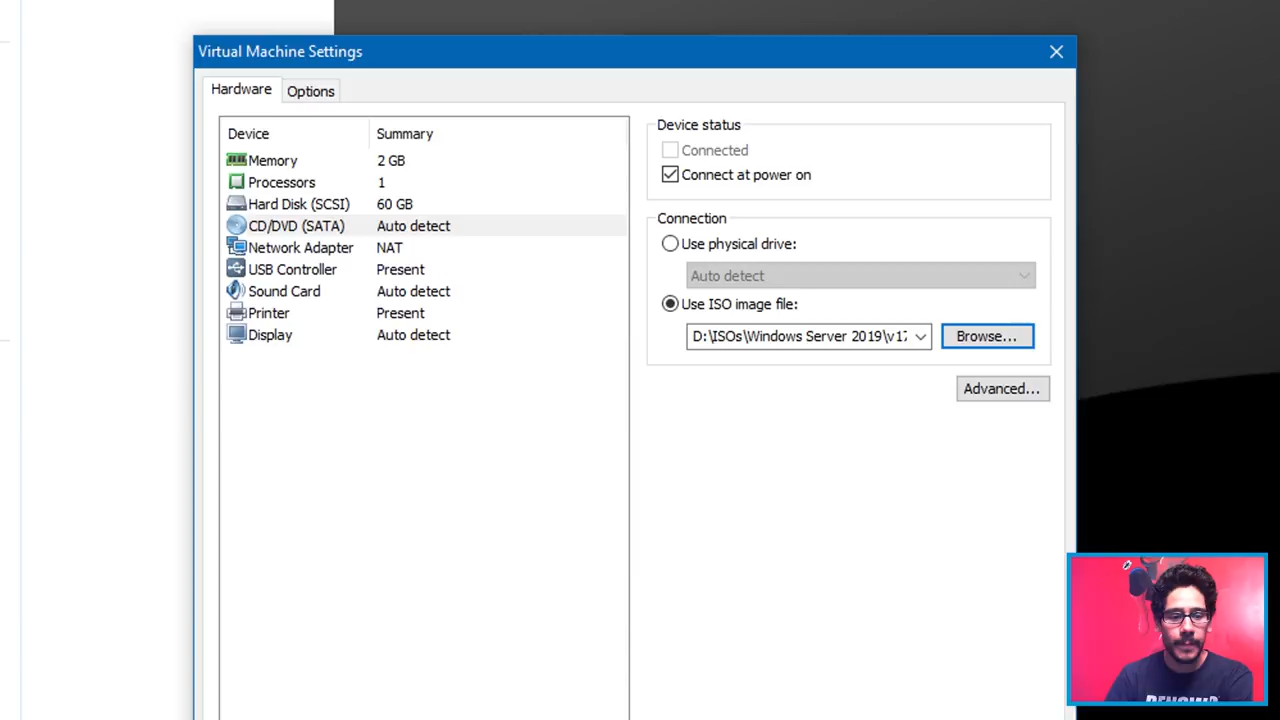 Virtual Machine Settings
Hardware
Options
Device Summary
Memory 2 GB
Processors 1
Hard Disk (SCSI) 60 GB
CD/DVD (SATA) Auto detect
Network Adapter NAT
USB Controller Present
Sound Card Auto detect
Printer Present
Display Auto detect
Device status
Connected
Connect at power on
Connection
Use physical drive:
Auto detect
Use ISO image file:
D:\ISOs\Windows Server 2019\v17
Browse...
Advanced...